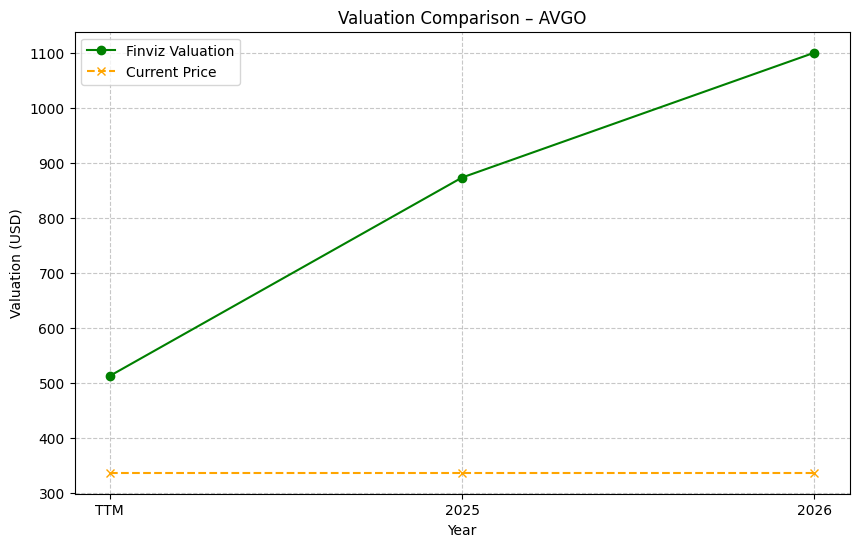 Valuation Comparison – AVGO
Finviz Valuation
Current Price
Valuation (USD)
1100
1000
900
800
700
600
500
400
300
TTM
2025
2026
Year